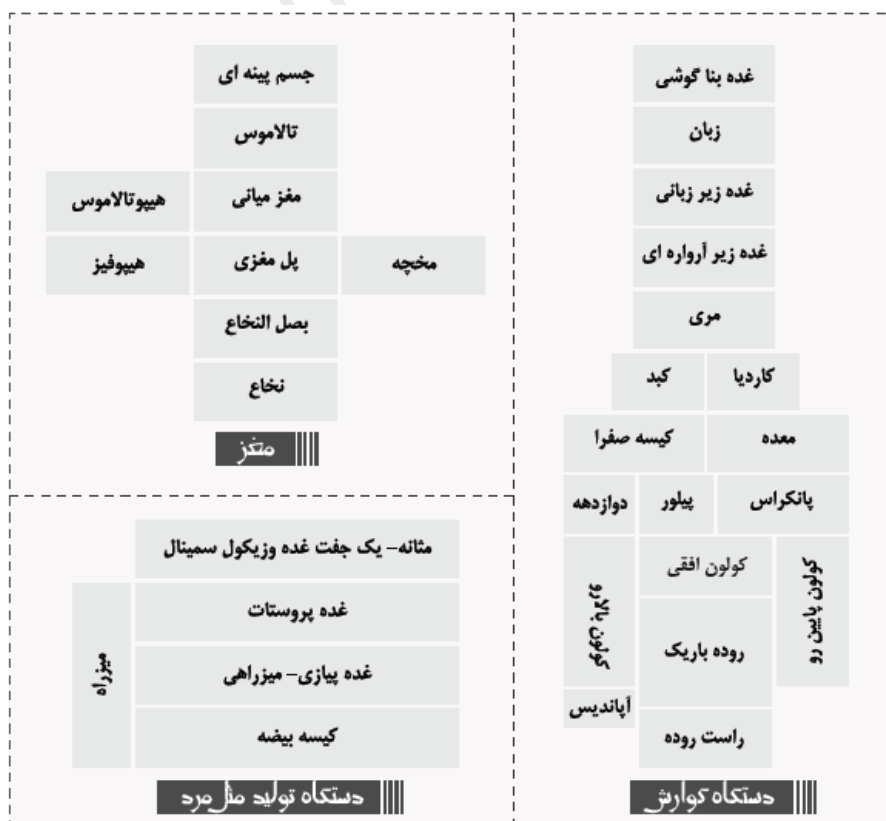 غده بنا گوشی
زبان
غده زیر زبانی
غده زیر آرواره ای
مری
کاردیا
کبد
معده
کیسه صفرا
پانکراس
پیلور
دوازدهه
کولون پایین رو
کولون افقی
کولون بالارو
روده باریک
آپاندیس
راست روده
دستگاه گوارش
جسم پینه ای
تالاموس
مغز میانی
هیپوتالاموس
مخچه
پل مغزی
هیپوفیز
بصل النخاع
نخاع
مغز
مثانه– یک جفت غده وزیکول سمینال
غده پروستات
غده پیازی– میزراهی
کیسه بیضه
میزراه
دستگاه تولید مثل مرد